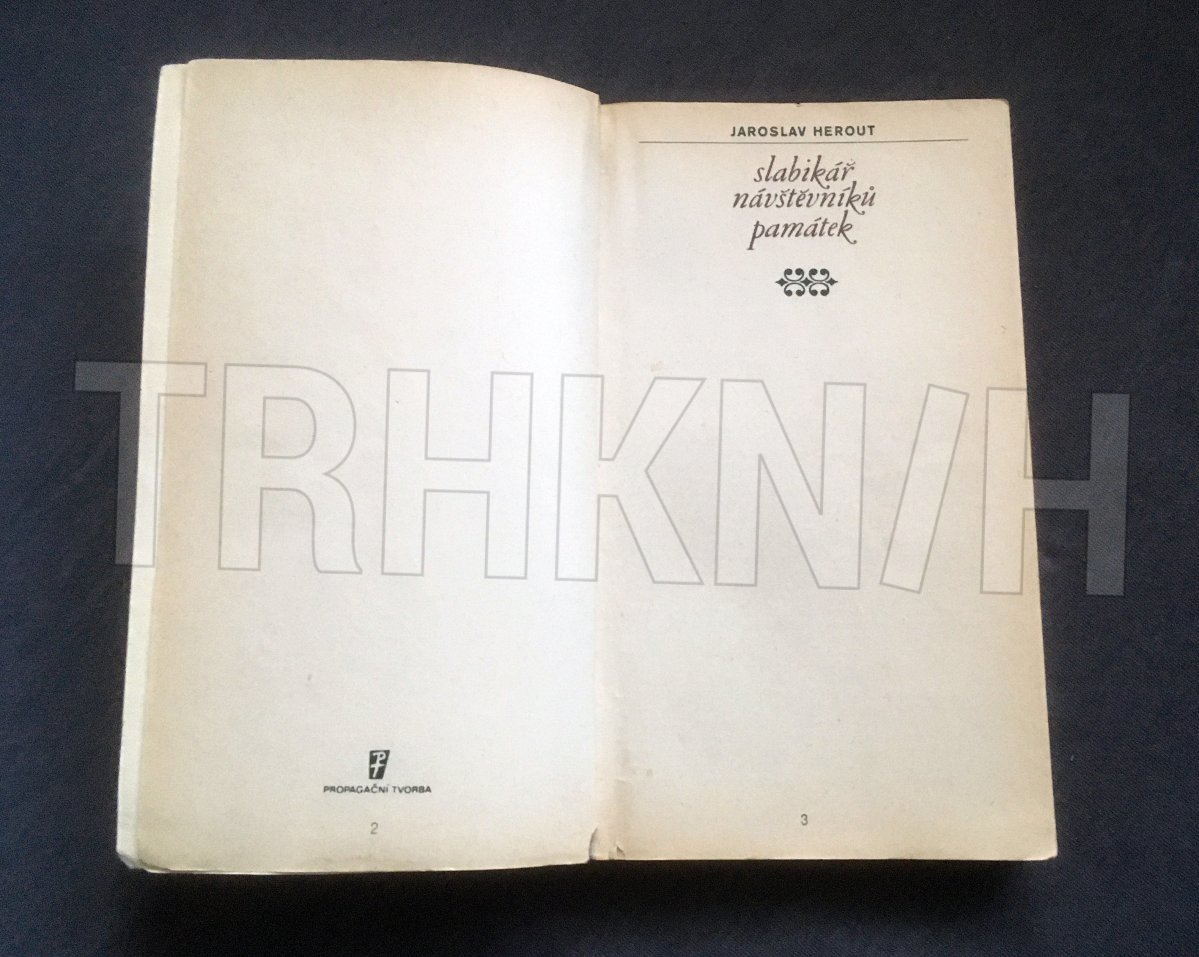 PROPAGAČNÍ TVORBA
2
JAROSLAV HEROUT
slabikář
návštěvníků
památek
3
TRHKNIH